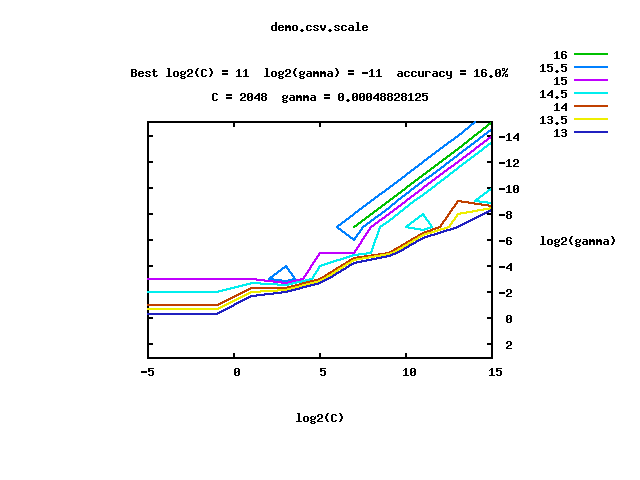 demo.csv.scale
Best log2(C) = 11 log2(gamma) = -11 accuracy = 16.0%
C = 2048 gamma = 0.00048828125
16
15.5
15
14.5
14
13.5
13
-14
-12
-10
-8
-6
-4
-2
0
2
log2(gamma)
-5 0 5 10 15
log2(C)